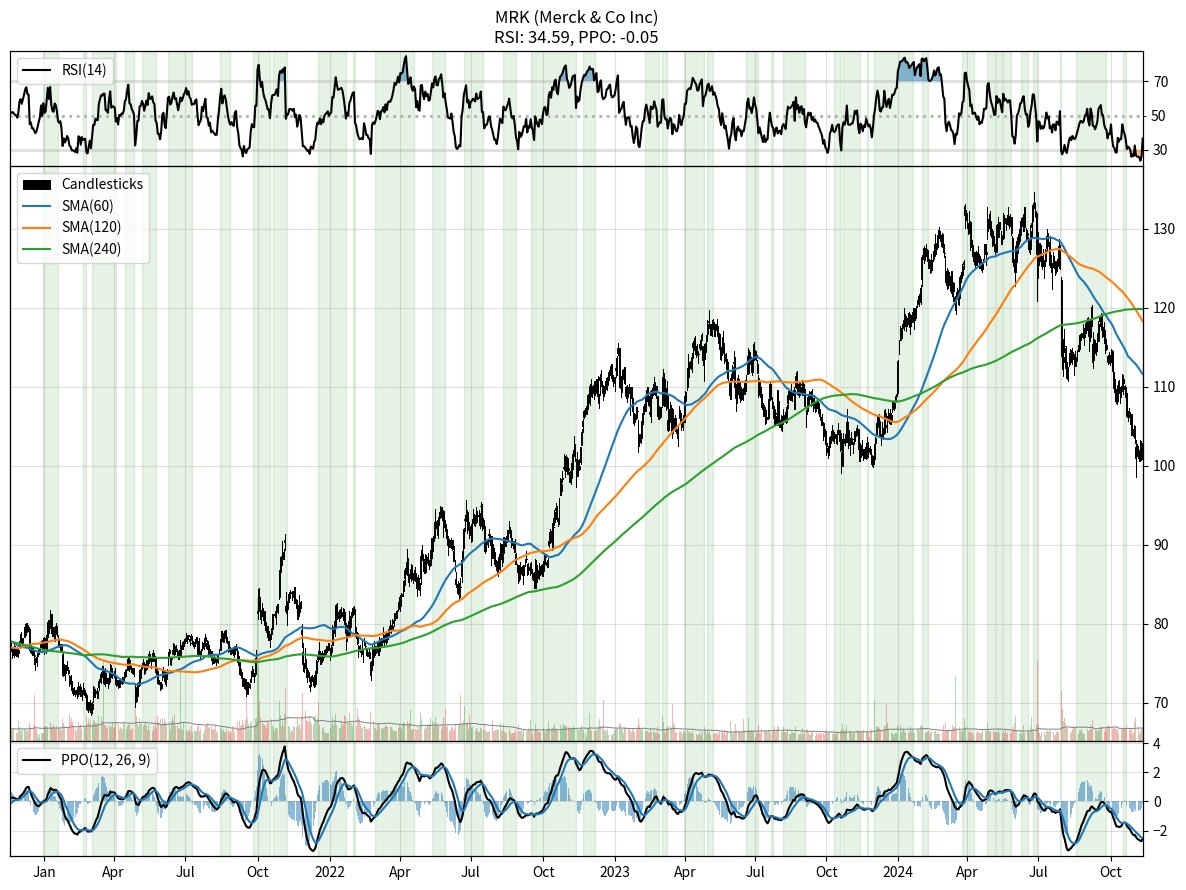 MRK (Merck & Co Inc)
RSI: 34.59, PPO: -0.05
RSI(14)
70
50
30
Candlesticks
SMA(60)
SMA(120)
SMA(240)
130
120
110
100
90
80
70
PPO(12, 26, 9)
4
2
0
−2
Jan Apr Jul Oct 2022 Apr Jul Oct 2023 Apr Jul Oct 2024 Apr Jul Oct